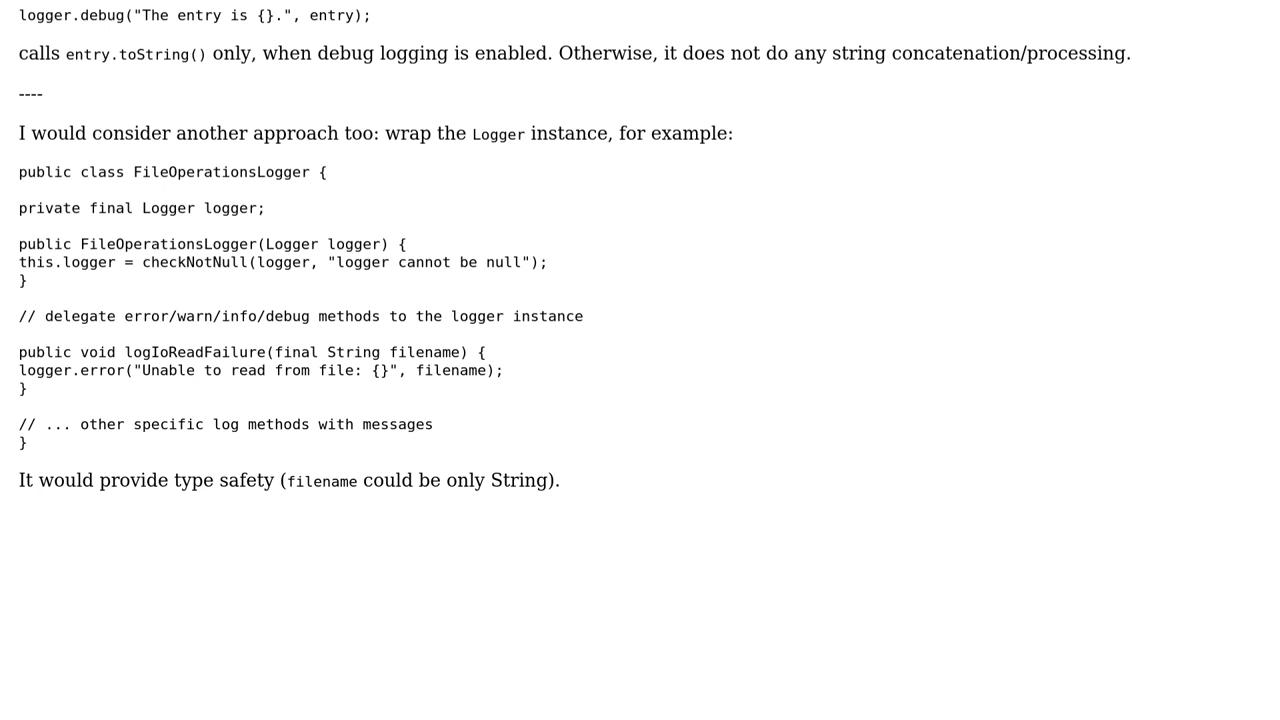 logger.debug("The entry is {}.", entry);
calls entry.toString() only, when debug logging is enabled. Otherwise, it does not do any string concatenation/processing.
----
I would consider another approach too: wrap the Logger instance, for example:
public class FileOperationsLogger {
private final Logger logger;
public FileOperationsLogger(Logger logger) {
this.logger = checkNotNull(logger, "logger cannot be null");
}
// delegate error/warn/info/debug methods to the logger instance
public void logIoReadFailure(final String filename) {
logger.error("Unable to read from file: {}", filename);
}
// ... other specific log methods with messages
}
It would provide type safety (filename could be only String).